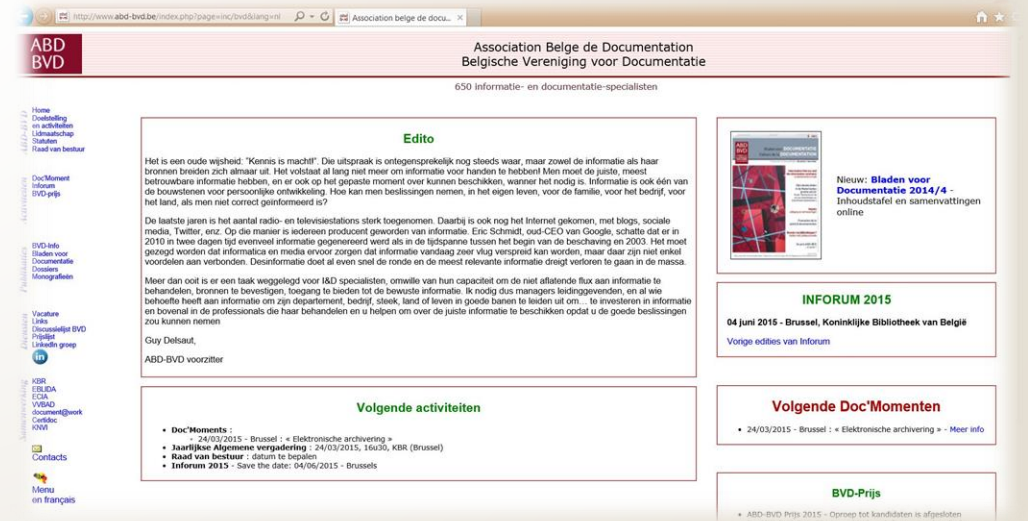 http://www.abd-bvd.be/index.php?page=inc/bvd&lang=nl
Association belge de docu...
ABD
BVD
Association Belge de Documentation
Belgische Vereniging voor Documentatie
650 informatie- en documentatie-specialisten
ABD-BVD
Home
Doelstelling
en activiteiten
Lidmaatschap
Statuten
Raad van bestuur
Doc'Moment
Inforum
BVD-prijs
BVD-Info
Bladen voor
Documentatie
Dossiers
Monografieën
Diensten
Vacature
Links
Discussielijst BVD
Prijslijst
LinkedIn groep
in
Samenwerking
KBR
EBLIDA
ECIA
VVBAD
document@work
Certidoc
KNVI
Contacts
Menu
en français
Edito
Het is een oude wijsheid: "Kennis is macht!". Die uitspraak is ontegensprekelijk nog steeds waar, maar zowel de informatie als haar
bronnen breiden zich almaar uit. Het volstaat al lang niet meer om informatie voor handen te hebben! Men moet de juiste, meest
betrouwbare informatie hebben, en er ook op het gepaste moment over kunnen beschikken, wanner het nodig is. Informatie is ook één van
de bouwstenen voor persoonlijke ontwikkeling. Hoe kan men beslissingen nemen, in het eigen leven, voor de familie, voor het bedrijf, voor
het land, als men niet correct geïnformeerd is?
De laatste jaren is het aantal radio- en televisiestations sterk toegenomen. Daarbij is ook nog het Internet gekomen, met blogs, sociale
media, Twitter, enz. Op die manier is iedereen producent geworden van informatie. Eric Schmidt, oud-CEO van Google, schatte dat er in
2010 in twee dagen tijd evenveel informatie gegenereerd werd als in de tijdspanne tussen het begin van de beschaving en 2003. Het moet
gezegd worden dat informatica en media ervoor zorgen dat informatie vandaag zeer vlug verspreid kan worden, maar daar zijn niet enkel
voordelen aan verbonden. Desinformatie doet al even snel de ronde en de meest relevante informatie dreigt verloren te gaan in de massa.
Meer dan ooit is er een taak weggelegd voor I&D specialisten, omwille van hun capaciteit om de niet aflatende flux aan informatie te
behandelen, bronnen te bevestigen, toegang te bieden tot de bewuste informatie. Ik nodig dus managers leidinggevenden, en al wie
behoefte heeft aan informatie om zijn departement, bedrijf, steek, land of leven in goede banen te leiden uit om... te investeren in informatie
en bovenal in de professionals die haar behandelen en u helpen om over de juiste informatie te beschikken opdat u de goede beslissingen
zou kunnen nemen
Guy Delsaut,
ABD-BVD voorzitter
Volgende activiteiten
• Doc'Moments :
- 24/03/2015 - Brussel : « Elektronische archivering »
• Jaarlijkse Algemene vergadering : 24/03/2015, 16u30, KBR (Brussel)
• Raad van bestuur : datum te bepalen
• Inforum 2015 - Save the date: 04/06/2015 - Brussels
ABD
BVD
Nieuw: Bladen voor
Documentatie 2014/4 -
Inhoudstafel en samenvattingen
online
INFORUM 2015
04 juni 2015 - Brussel, Koninklijke Bibliotheek van België
Vorige edities van Inforum
Volgende Doc'Momenten
• 24/03/2015 - Brussel : « Elektronische archivering » - Meer info
BVD-Prijs
• ABD-BVD Prijs 2015 - Oproep tot kandidaten is afgesloten